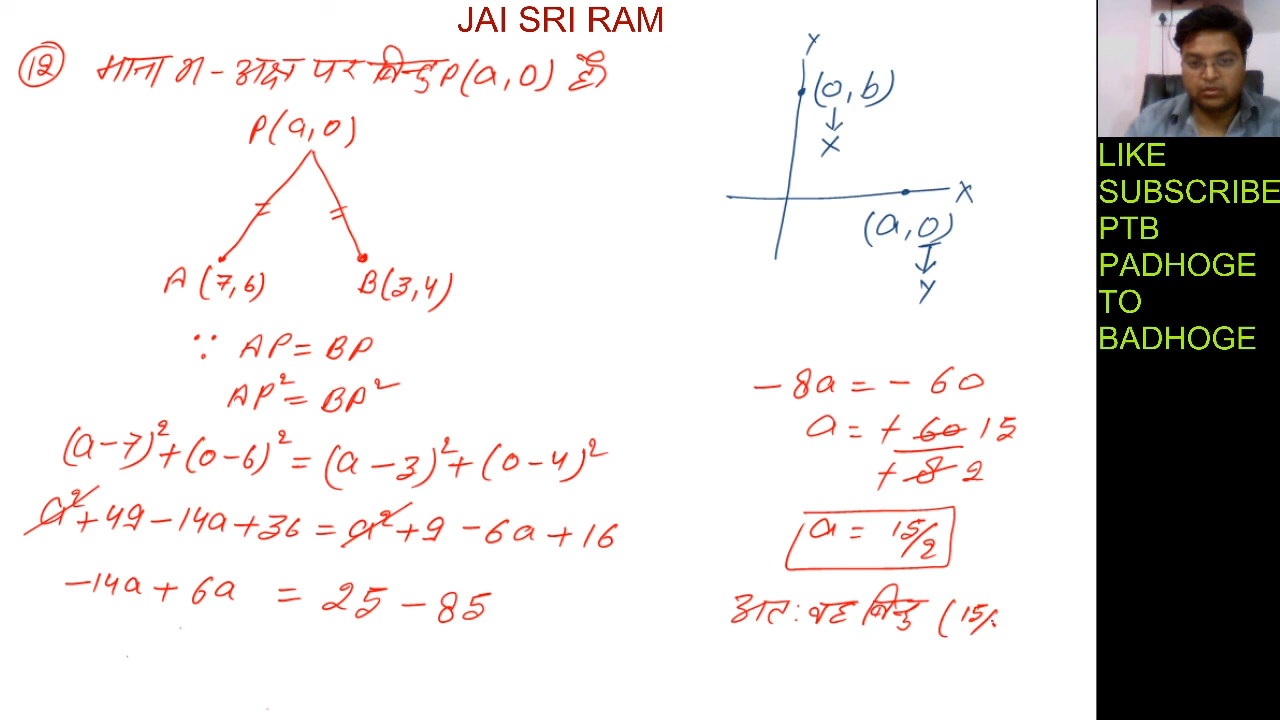 JAI SRI RAM
12 माना x - अक्ष पर बिन्दु P(a, 0) है
P(a, 0)
A (7, 6) B(3, 4)
∵ AP = BP
AP² = BP²
(a - 7)² + (0 - 6)² = (a - 3)² + (0 - 4)²
a² + 49 - 14a + 36 = a² + 9 - 6a + 16
-14a + 6a = 25 - 85
Y
(0, b)
↓
X
X
(a, 0)
↓
Y
- 8a = - 60
a = + 60 15
+ 8 2
a = 15/2
अत: वह बिन्दु (15/
LIKE
SUBSCRIBE
PTB
PADHOGE
TO
BADHOGE